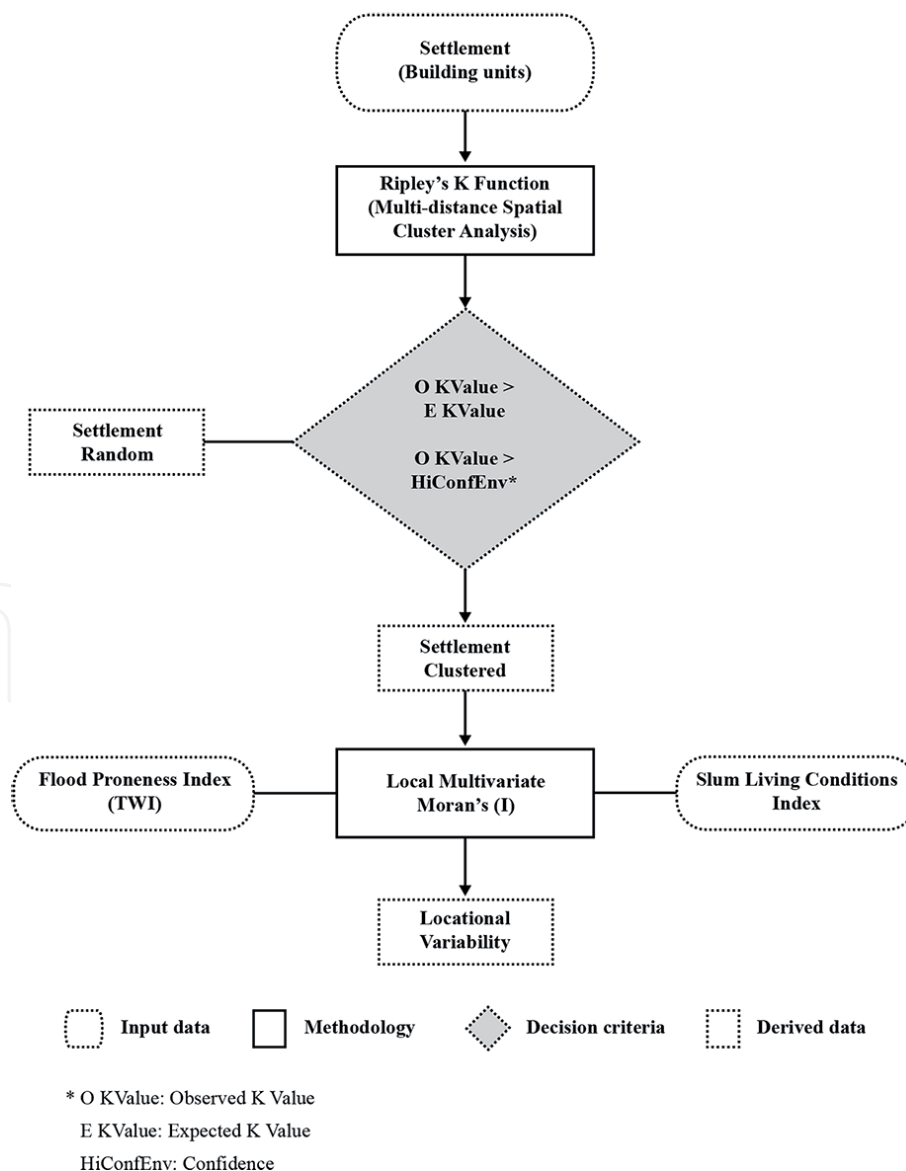 Settlement
(Building units)
Ripley's K Function
(Multi-distance Spatial
Cluster Analysis)
O KValue >
E KValue
O KValue >
HiConfEnv*
Settlement
Random
Settlement
Clustered
Flood Proneness Index
(TWI)
Local Multivariate
Moran's (I)
Slum Living Conditions
Index
Locational
Variability
Input data
Methodology
Decision criteria
Derived data
* O KValue: Observed K Value
E KValue: Expected K Value
HiConfEnv: Confidence